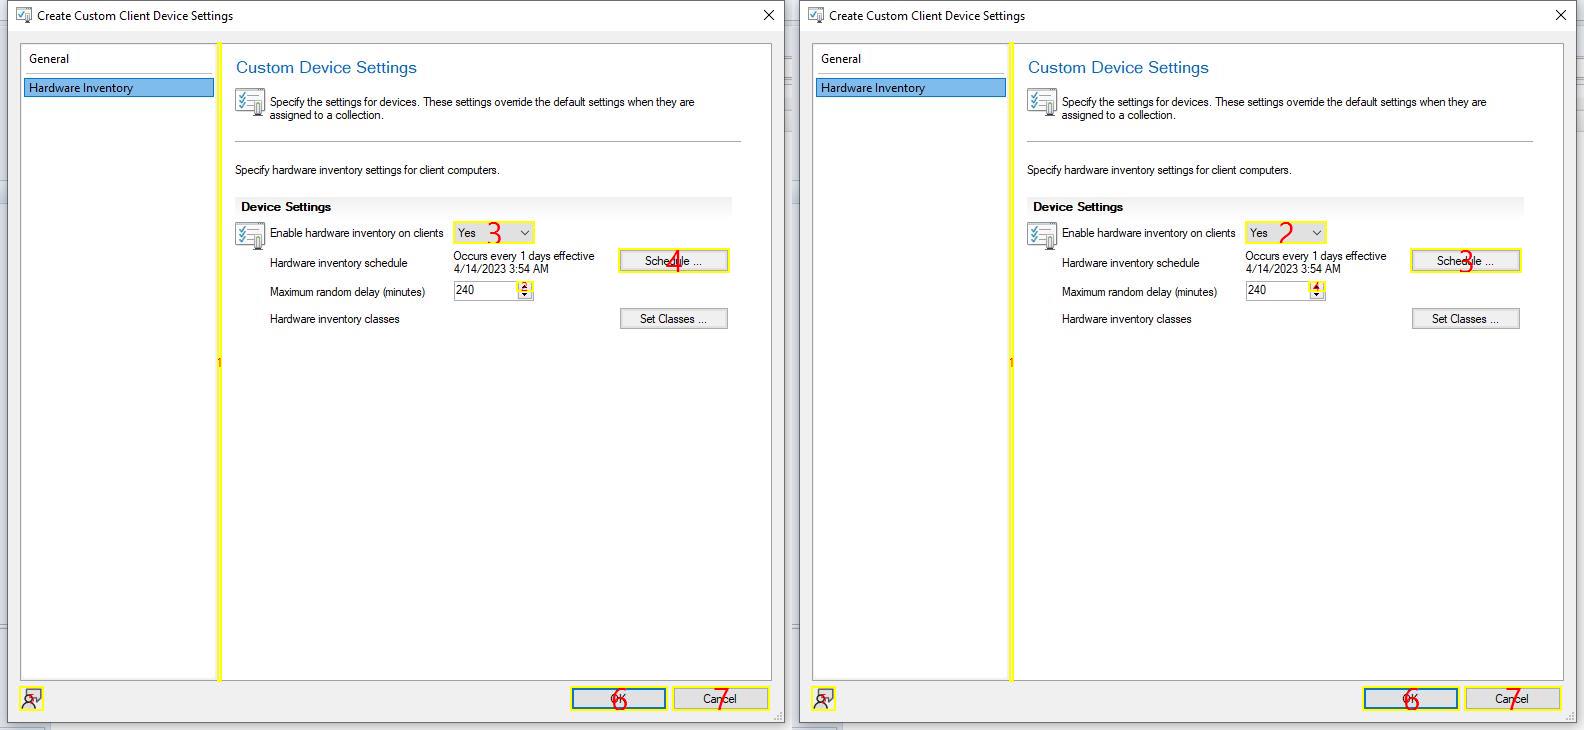 Create Custom Client Device Settings
General
Hardware Inventory
Custom Device Settings
Specify the settings for devices. These settings override the default settings when they are
assigned to a collection.
Specify hardware inventory settings for client computers.
Device Settings
Enable hardware inventory on clients Yes 3
Hardware inventory schedule Occurs every 1 days effective
4/14/2023 3:54 AM
Schedule ... 4
Maximum random delay (minutes) 240 2
Hardware inventory classes Set Classes ...
1
OK 6 Cancel 7
Create Custom Client Device Settings
General
Hardware Inventory
Custom Device Settings
Specify the settings for devices. These settings override the default settings when they are
assigned to a collection.
Specify hardware inventory settings for client computers.
Device Settings
Enable hardware inventory on clients Yes 2
Hardware inventory schedule Occurs every 1 days effective
4/14/2023 3:54 AM
Schedule ... 3
Maximum random delay (minutes) 240
Hardware inventory classes Set Classes ...
1
OK 6 Cancel 7